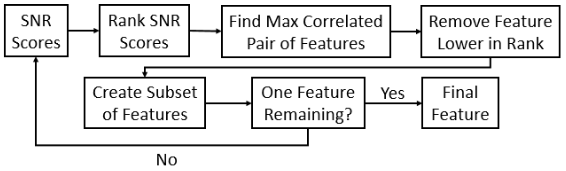 SNR
Scores
Rank SNR
Scores
Find Max Correlated
Pair of Features
Remove Feature
Lower in Rank
Create Subset
of Features
One Feature
Remaining?
Yes
Final
Feature
No